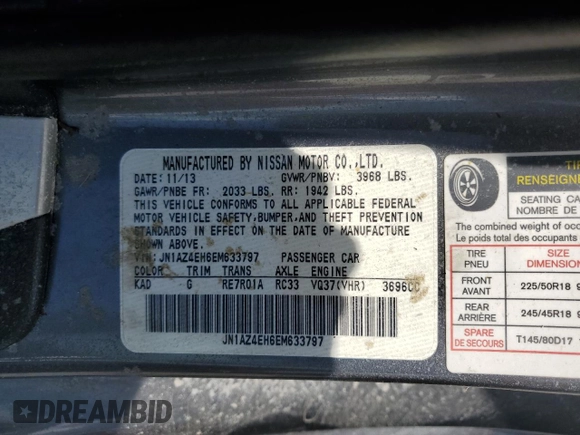 MANUFACTURED BY NISSAN MOTOR CO.,LTD.
DATE: 11/13 GVWR/PNBV: 3968 LBS.
GAWR/PNBE FR: 2033 LBS. RR: 1942 LBS.
THIS VEHICLE CONFORMS TO ALL APPLICABLE FEDERAL
MOTOR VEHICLE SAFETY,BUMPER,AND THEFT PREVENTION
STANDARDS IN EFFECT ON THE DATE OF MANUFACTURE
SHOWN ABOVE.
VIN:JN1AZ4EH6EM633797 PASSENGER CAR
COLOR TRIM TRANS AXLE ENGINE
KAD G RE7R01A RC33 VQ37(VHR) 3696CC
JN1AZ4EH6EM633797
RENSEIGNE
SEATING CA
NOMBRE DE
The combined weight of occu
Le poids total des occupants
TIRE SIZE
PNEU DIMENSION
FRONT
AVANT 225/50R18
REAR
ARRIÈRE 245/45R18
SPARE
DE SECOURS T145/80D17
DREAMBID